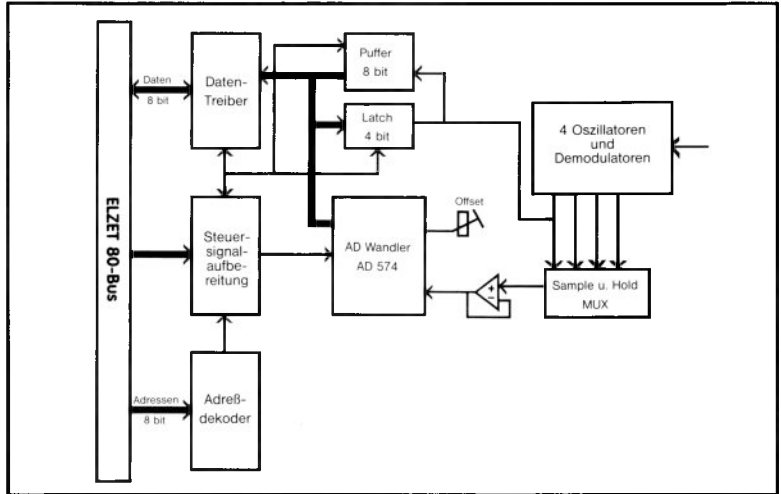 ELZET 80-Bus
Daten
8 bit
Daten-
Treiber
Puffer
8 bit
Latch
4 bit
4 Oszillatoren
und
Demodulatoren
Steuer-
signal-
aufbe-
reitung
AD Wandler
AD 574
Offset
+
−
Sample u. Hold
MUX
Adressen
8 bit
Adreß-
dekoder